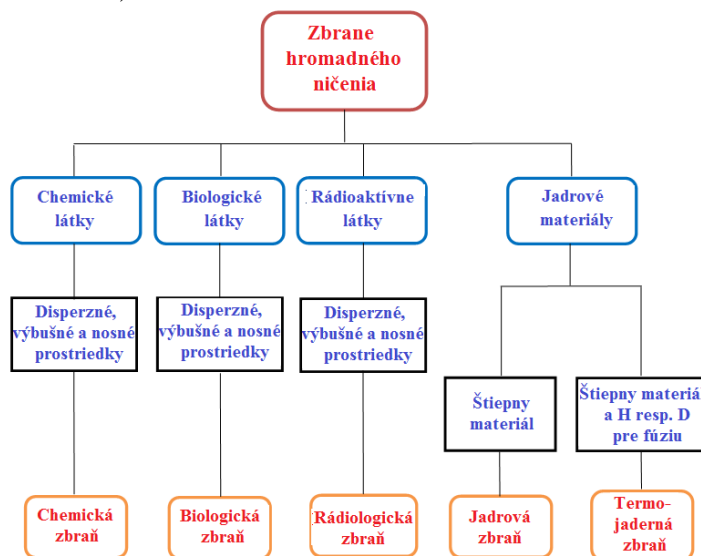 Zbrane
hromadného
ničenia
Chemické
látky
Biologické
látky
Rádioaktívne
látky
Jadrové
materiály
Disperzné,
výbušné a nosné
prostriedky
Disperzné,
výbušné a nosné
prostriedky
Disperzné,
výbušné a nosné
prostriedky
Štiepny
materiál
Štiepny materiál
a H resp. D
pre fúziu
Chemická
zbraň
Biologická
zbraň
Rádiologická
zbraň
Jadrová
zbraň
Termo-
jaderná
zbraň